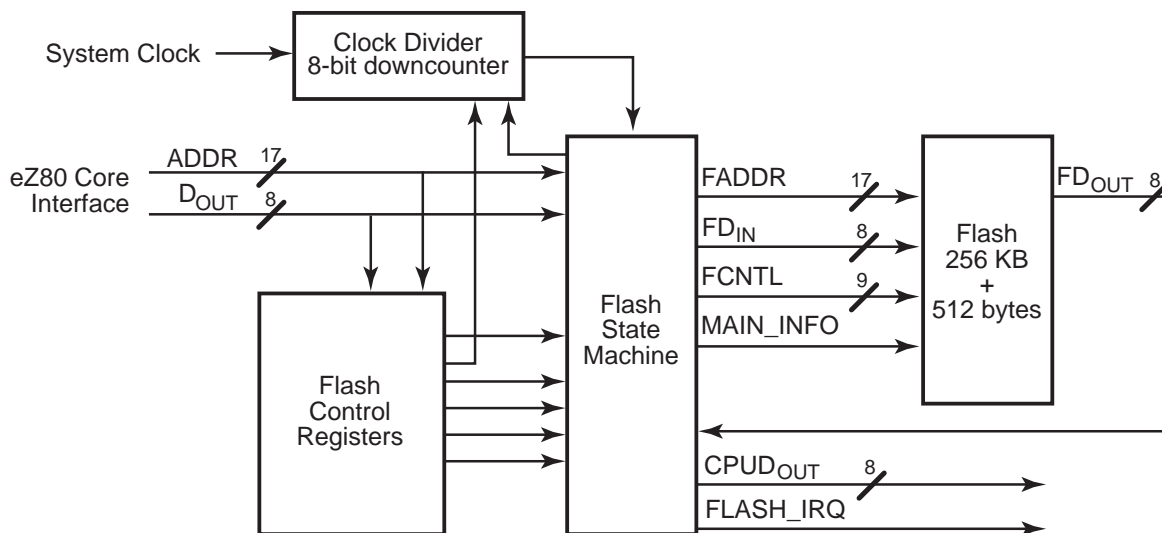 System Clock
Clock Divider
8-bit downcounter
eZ80 Core
Interface
ADDR
17
DOUT
8
Flash
Control
Registers
Flash
State
Machine
FADDR
17
FDIN
8
FCNTL
9
MAIN_INFO
Flash
256 KB
+
512 bytes
FDOUT
8
CPUDOUT
8
FLASH_IRQ